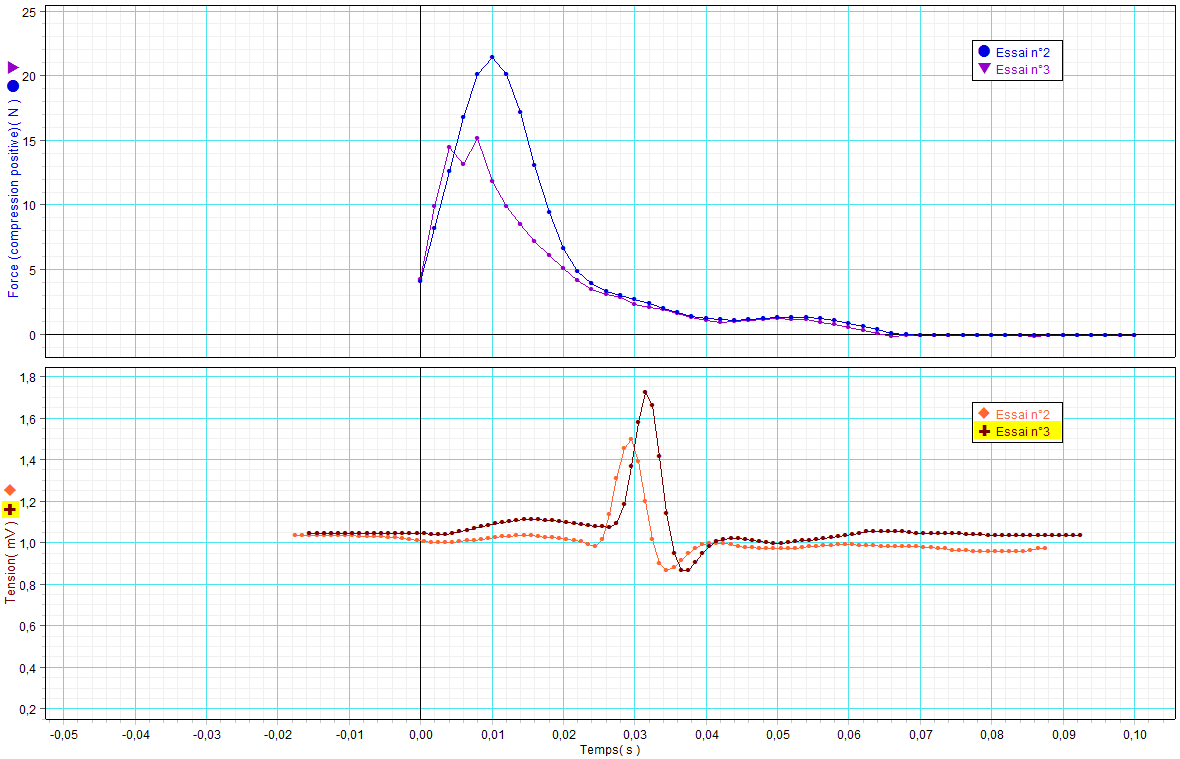 25
20
15
10
5
0
Force (compression positive)( N )
Essai n°2
Essai n°3
1,8
1,6
1,4
1,2
1,0
0,8
0,6
0,4
0,2
Tension( mV )
Essai n°2
Essai n°3
-0,05 -0,04 -0,03 -0,02 -0,01 0,00 0,01 0,02 0,03 0,04 0,05 0,06 0,07 0,08 0,09 0,10
Temps( s )